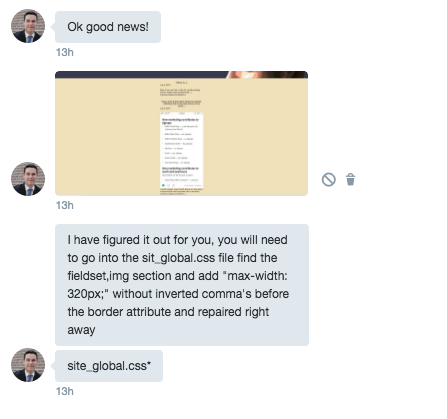 Ok good news!
13h
13h
I have figured it out for you, you will need
to go into the sit_global.css file find the
fieldset,img section and add "max-width:
320px;" without inverted comma's before
the border attribute and repaired right
away
site_global.css*
13h